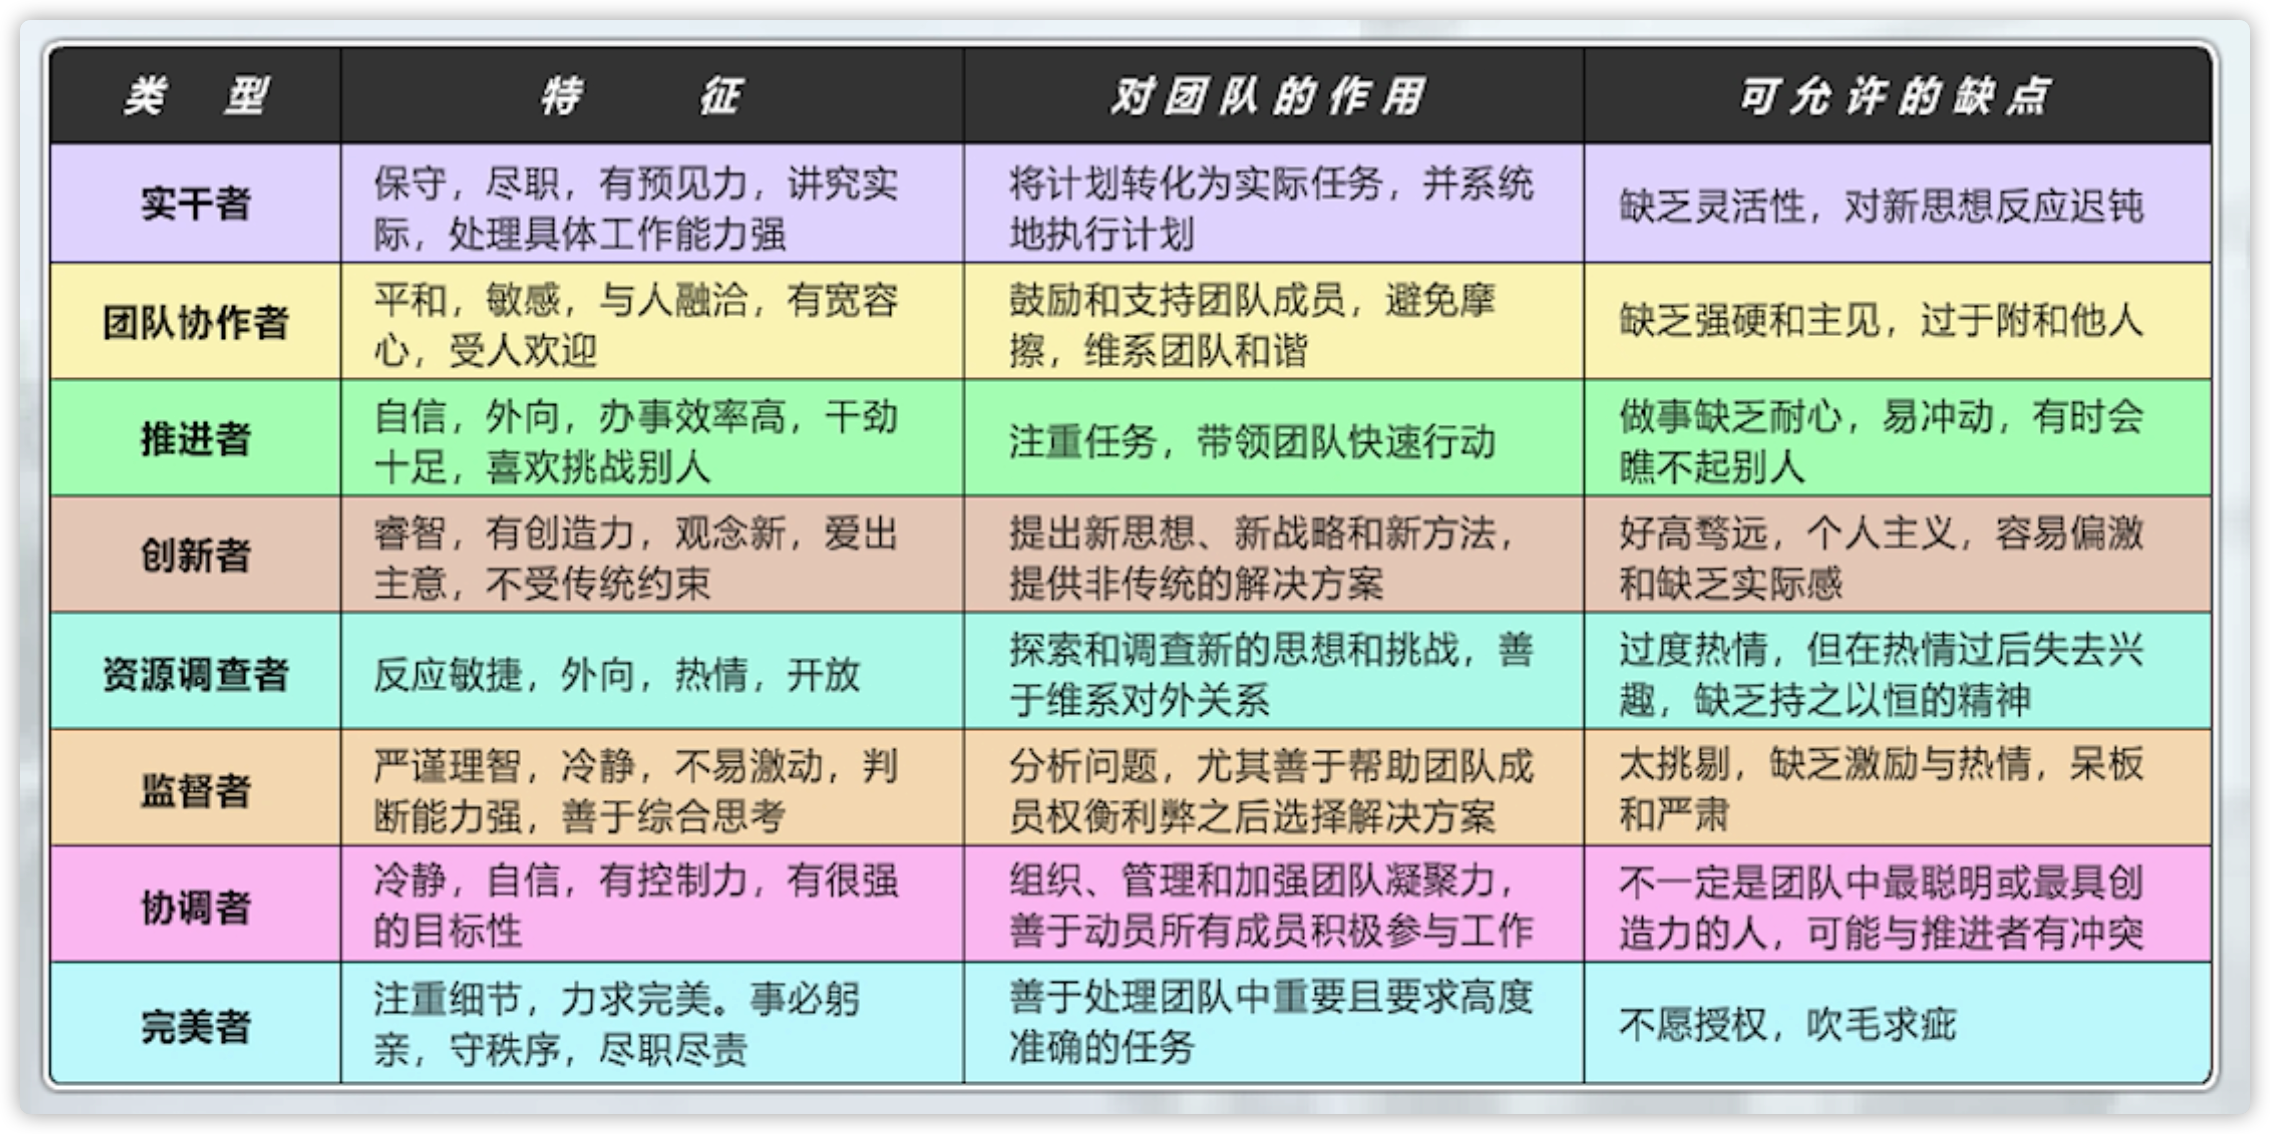 类 型 特 征 对团队的作用 可允许的缺点
实干者
保守，尽职，有预见力，讲究实
际，处理具体工作能力强
将计划转化为实际任务，并系统
地执行计划
缺乏灵活性，对新思想反应迟钝
团队协作者
平和，敏感，与人融洽，有宽容
心，受人欢迎
鼓励和支持团队成员，避免摩
擦，维系团队和谐
缺乏强硬和主见，过于附和他人
推进者
自信，外向，办事效率高，干劲
十足，喜欢挑战别人
注重任务，带领团队快速行动
做事缺乏耐心，易冲动，有时会
瞧不起别人
创新者
睿智，有创造力，观念新，爱出
主意，不受传统约束
提出新思想、新战略和新方法，
提供非传统的解决方案
好高骛远，个人主义，容易偏激
和缺乏实际感
资源调查者
反应敏捷，外向，热情，开放
探索和调查新的思想和挑战，善
于维系对外关系
过度热情，但在热情过后失去兴
趣，缺乏持之以恒的精神
监督者
严谨理智，冷静，不易激动，判
断能力强，善于综合思考
分析问题，尤其善于帮助团队成
员权衡利弊之后选择解决方案
太挑剔，缺乏激励与热情，呆板
和严肃
协调者
冷静，自信，有控制力，有很强
的目标性
组织、管理和加强团队凝聚力，
善于动员所有成员积极参与工作
不一定是团队中最聪明或最具创
造力的人，可能与推进者有冲突
完美者
注重细节，力求完美。事必躬
亲，守秩序，尽职尽责
善于处理团队中重要且要求高度
准确的任务
不愿授权，吹毛求疵